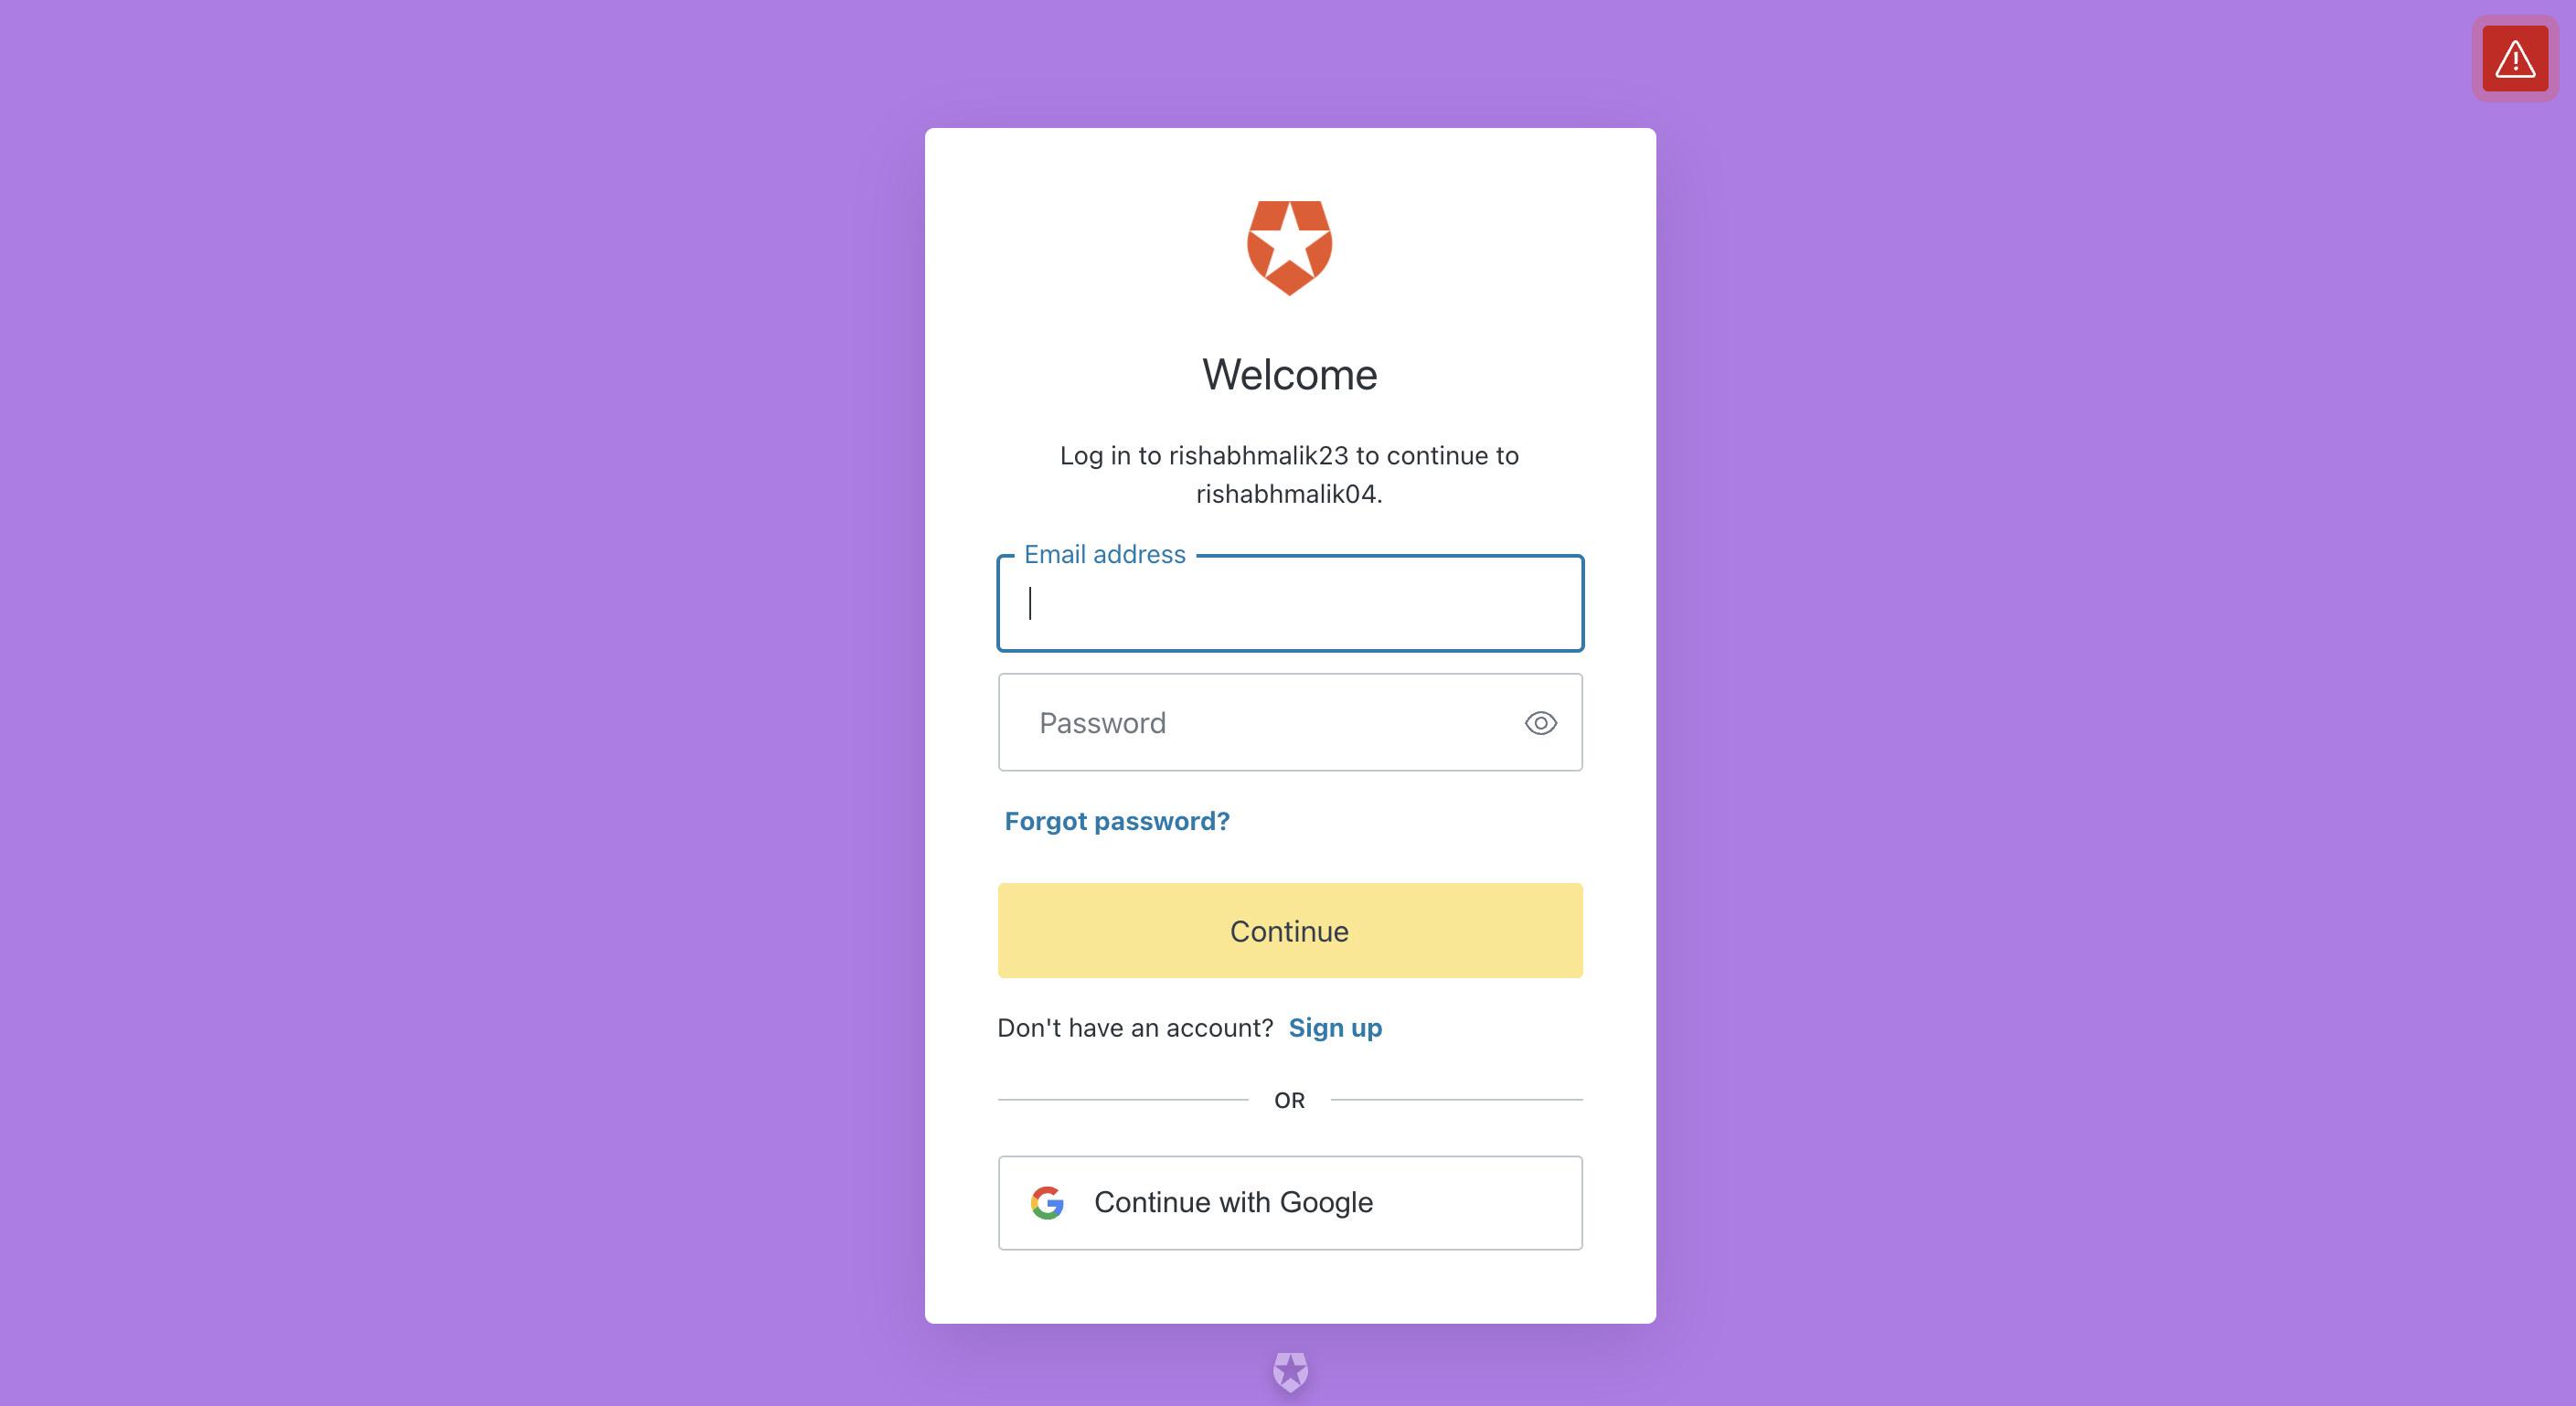 Welcome
Log in to rishabhmalik23 to continue to
rishabhmalik04.
Email address
Password
Forgot password?
Continue
Don't have an account? Sign up
OR
Continue with Google